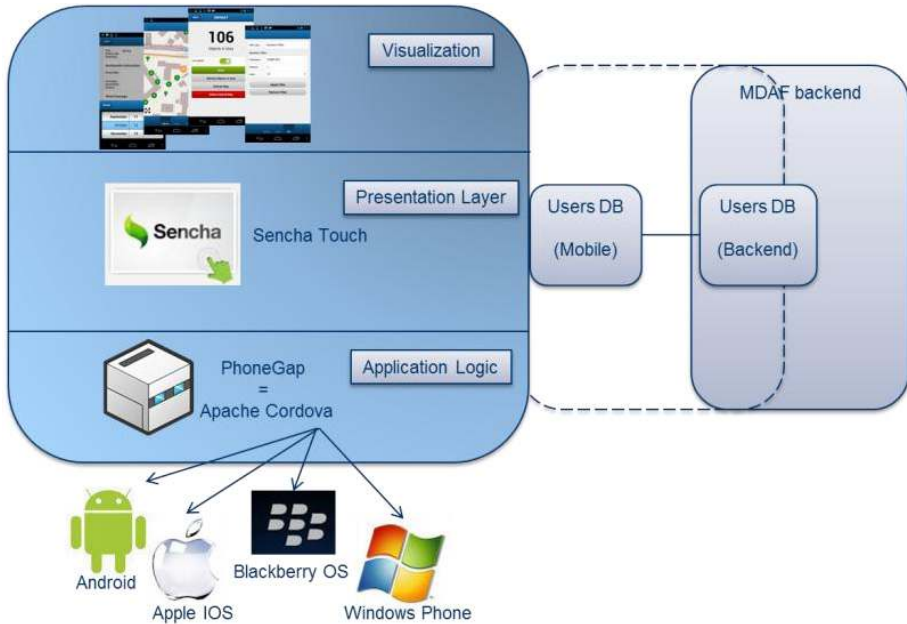 106
Visualization
MDAF backend
Presentation Layer
Sencha
Sencha Touch
Users DB
(Mobile)
Users DB
(Backend)
PhoneGap
=
Apache Cordova
Application Logic
Android
Apple IOS
Blackberry OS
Windows Phone